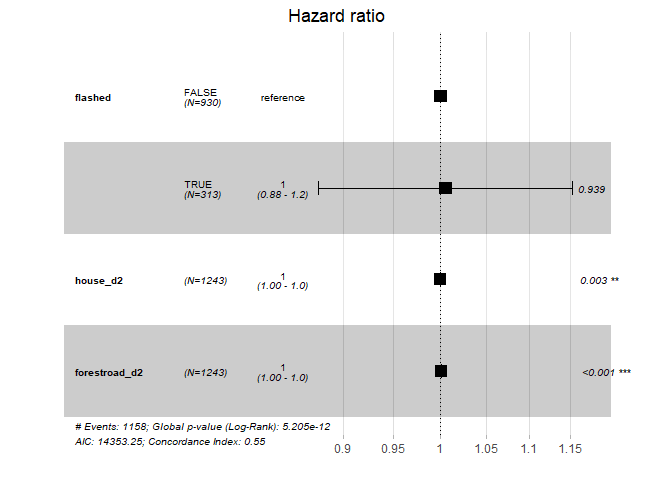 Hazard ratio
flashed
FALSE
(N=930)
reference
TRUE
(N=313)
1
(0.88 - 1.2)
0.939
house_d2
(N=1243)
1
(1.00 - 1.0)
0.003 **
forestroad_d2
(N=1243)
1
(1.00 - 1.0)
<0.001 ***
# Events: 1158; Global p-value (Log-Rank): 5.205e-12
AIC: 14353.25; Concordance Index: 0.55
0.9 0.95 1 1.05 1.1 1.15